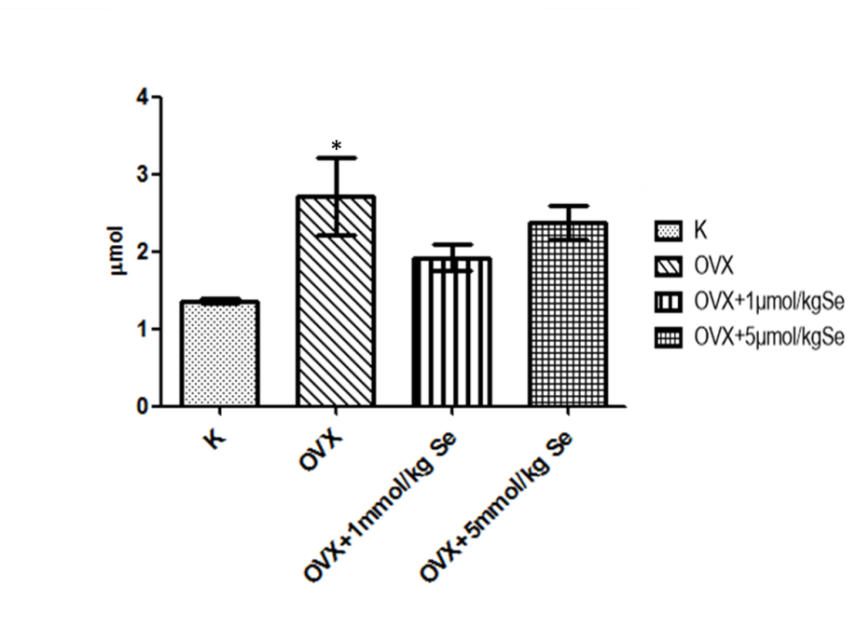 4
3
2
1
0
µmol
*
K
OVX
OVX+1mmol/kg Se
OVX+5mmol/kg Se
K
OVX
OVX+1µmol/kgSe
OVX+5µmol/kgSe